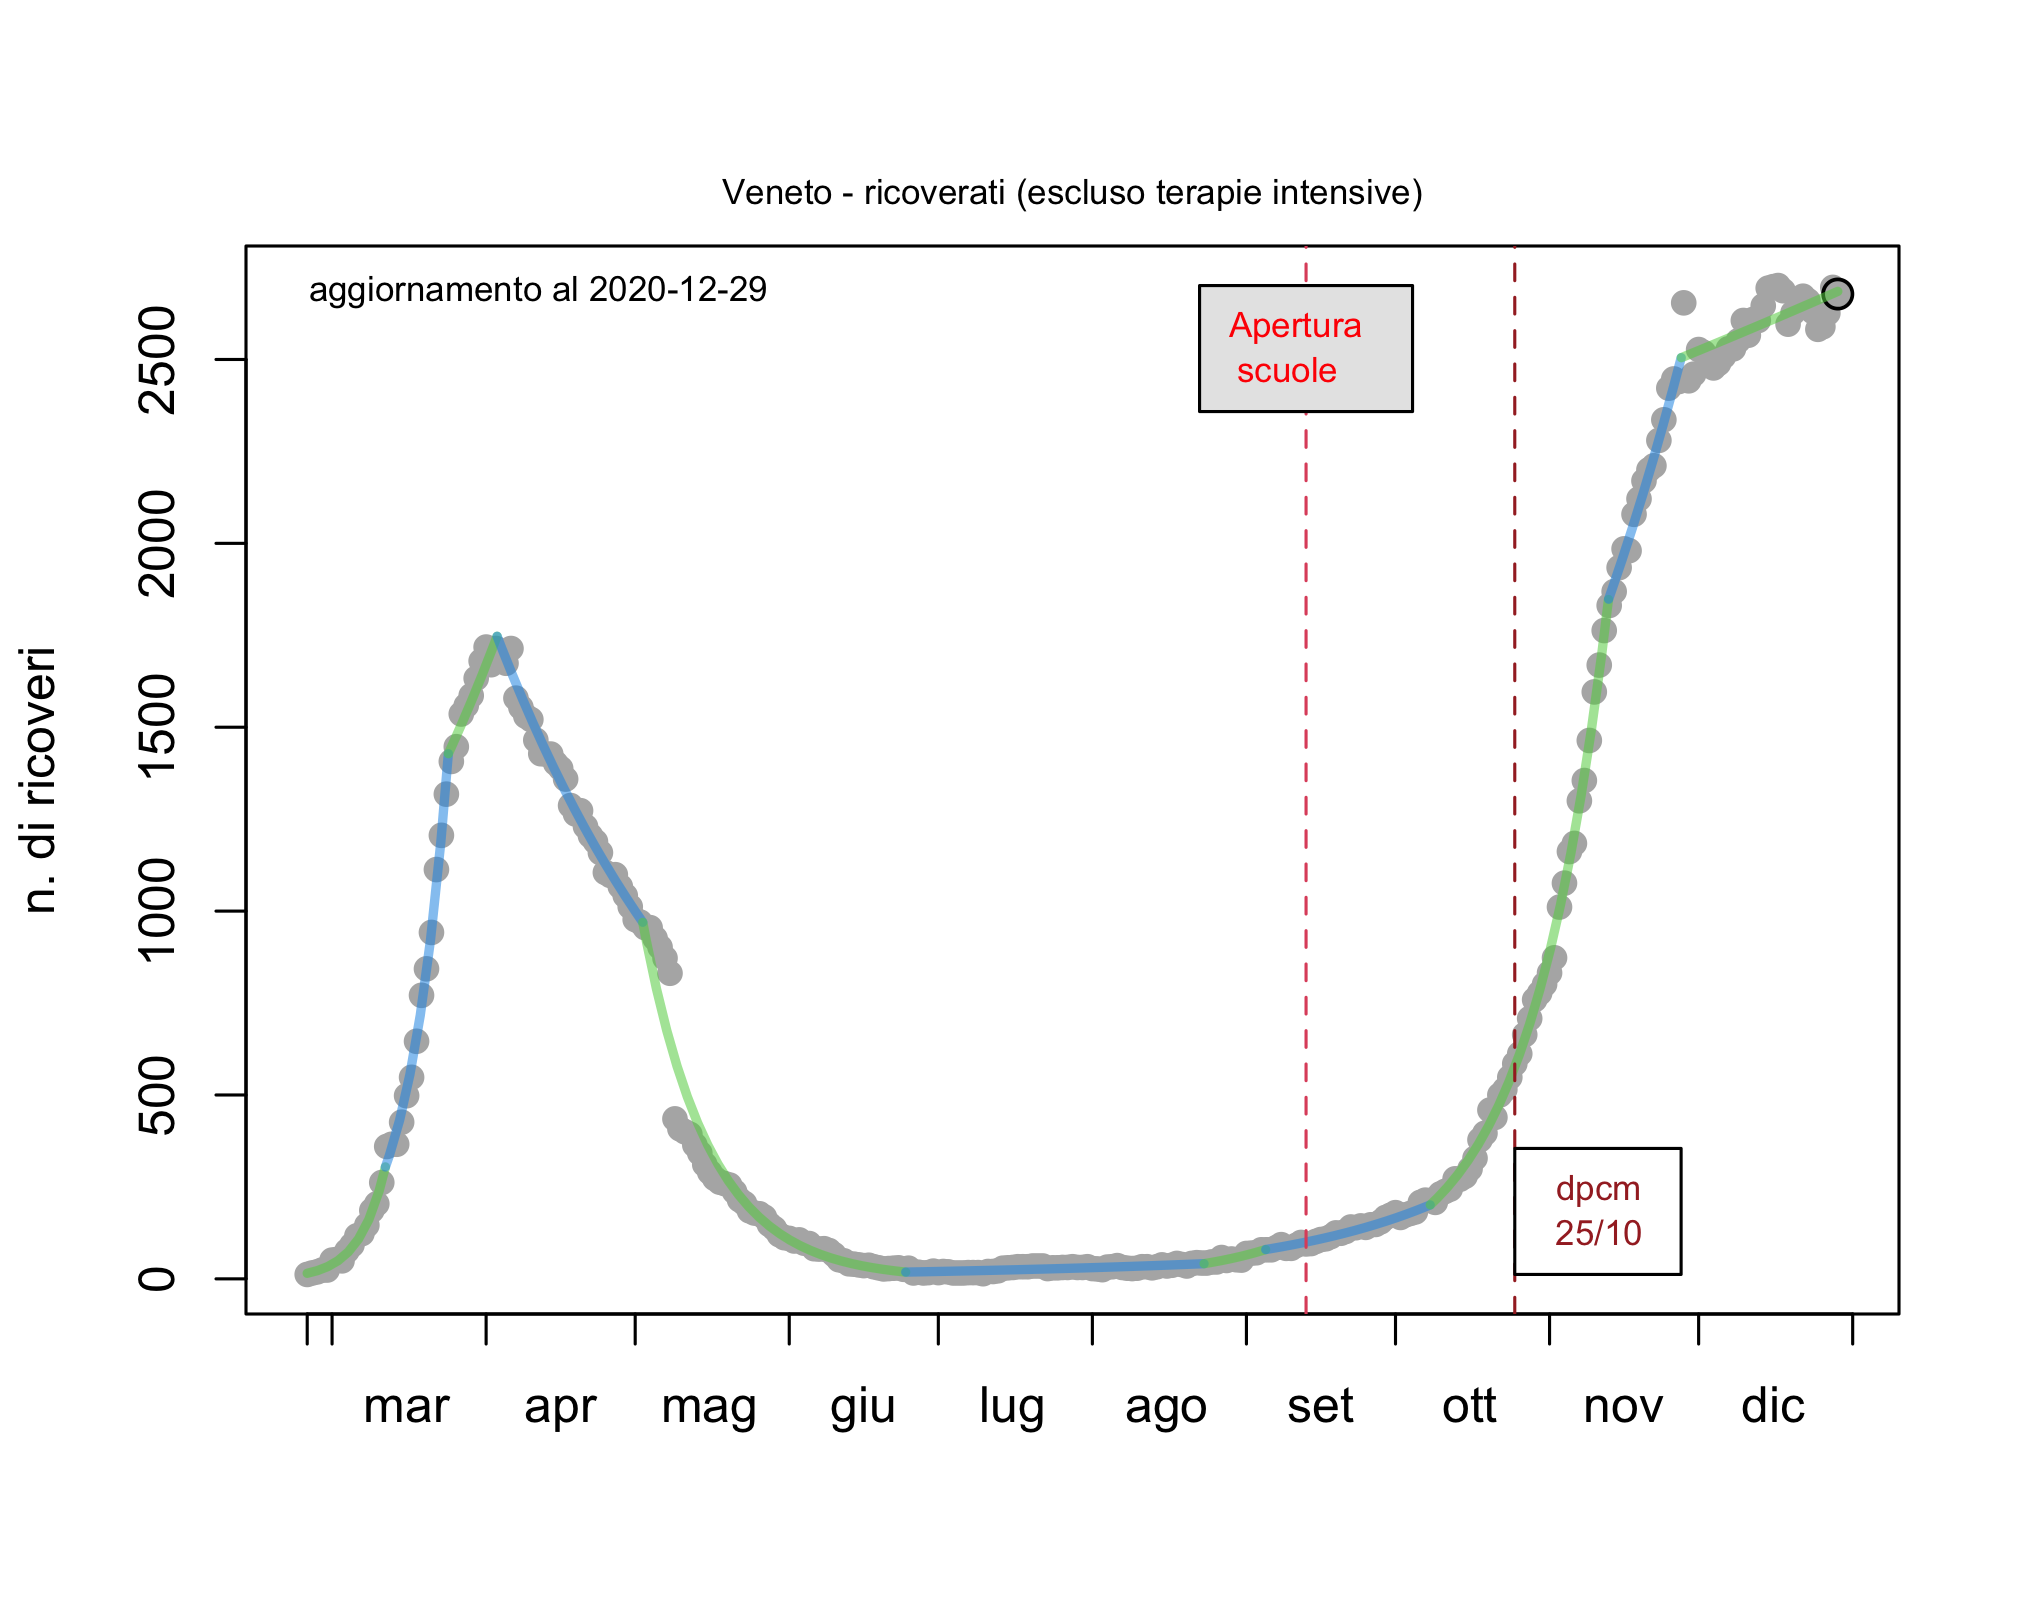 Veneto - ricoverati (escluso terapie intensive)
aggiornamento al 2020-12-29
Apertura
scuole
dpcm
25/10
n. di ricoveri
2500
2000
1500
1000
500
0
mar apr mag giu lug ago set ott nov dic